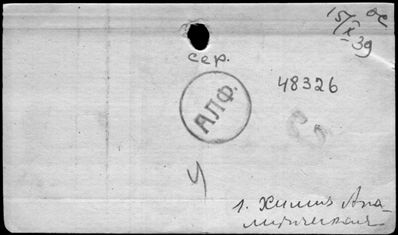 15/X-39
сер.
АЛФ.
48326
1. Химия Ана-
литическая.